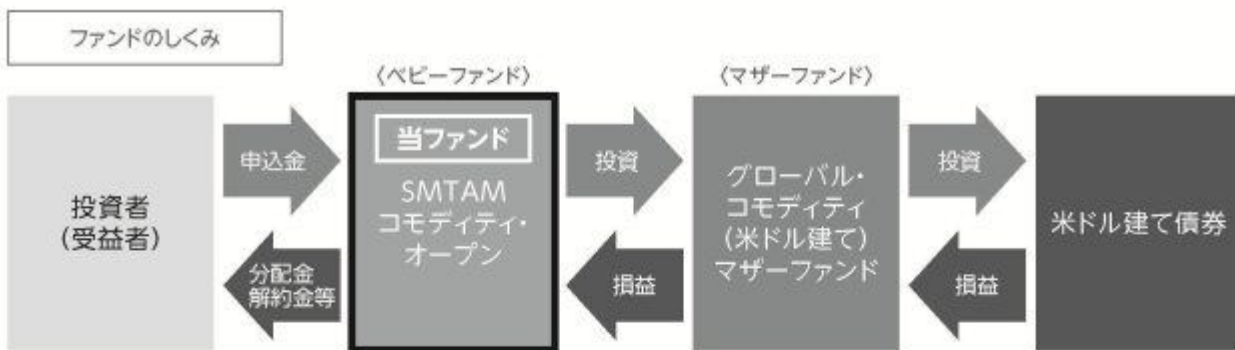 ファンドのしくみ
〈ベビーファンド〉
〈マザーファンド〉
投資者
(受益者)
申込金
分配金
解約金等
当ファンド
SMTAM
コモディティ・
オープン
投資
損益
グローバル・
コモディティ
(米ドル建て)
マザーファンド
投資
損益
米ドル建て債券